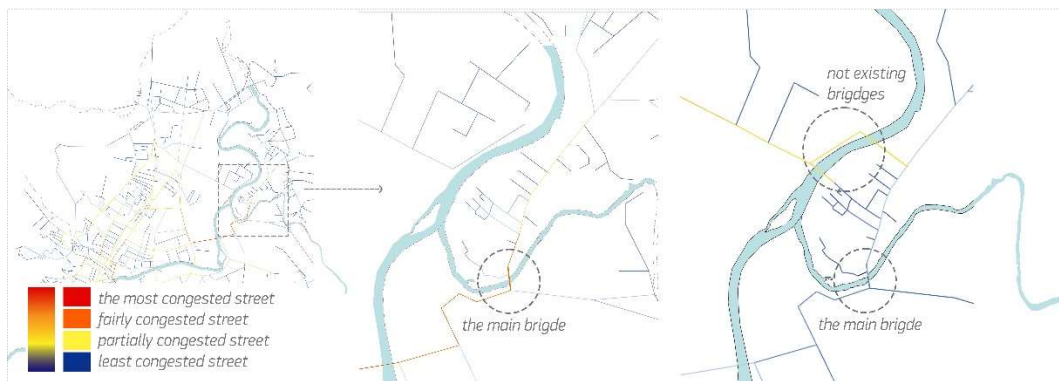 not existing
brigdges
the main brigde
the main brigde
the most congested street
fairly congested street
partially congested street
least congested street